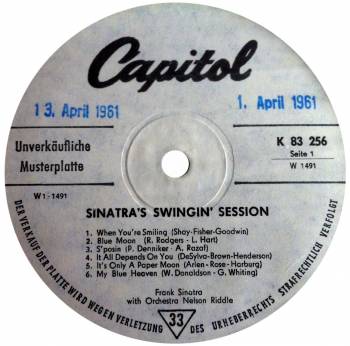 Capitol
13. April 1961
1. April 1961
Unverkäufliche
Musterplatte
K 83 256
Seite 1
W 1491
W1-1491
SINATRA'S SWINGIN' SESSION
1. When You're Smiling (Shay-Fisher-Goodwin)
2. Blue Moon (R. Rodgers - L. Hart)
3. S'posin (P. Denniker - A. Razaf)
4. It All Depends On You (DeSylva-Brown-Henderson)
5. It's Only A Paper Moon (Arlen-Rose-Harburg)
6. My Blue Heaven (W. Donaldson - G. Whiting)
Frank Sinatra
with Orchestra Nelson Riddle
33
DER VERKAUF DER PLATTE WIRD WEGEN VERLETZUNG DES URHEBERRECHTS STRAFRECHTLICH VERFOLGT